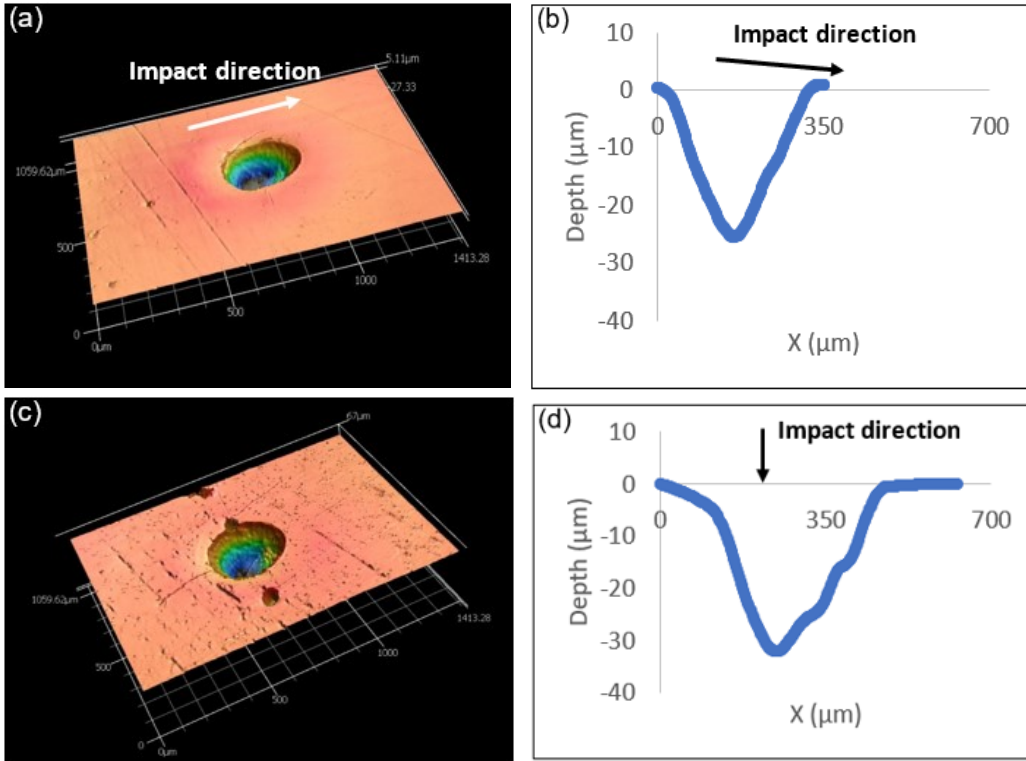 (a)
Impact direction
5.11µm
27.33
1059.62µm
500
0
0µm
500
1000
1413.28
(b)
Impact direction
10
0
-10
-20
-30
-40
0
350
700
Depth (µm)
X (µm)
(c)
67µm
1059.62µm
500
0
0µm
500
1000
1413.28
(d)
Impact direction
10
0
-10
-20
-30
-40
0
350
700
Depth (µm)
X (µm)